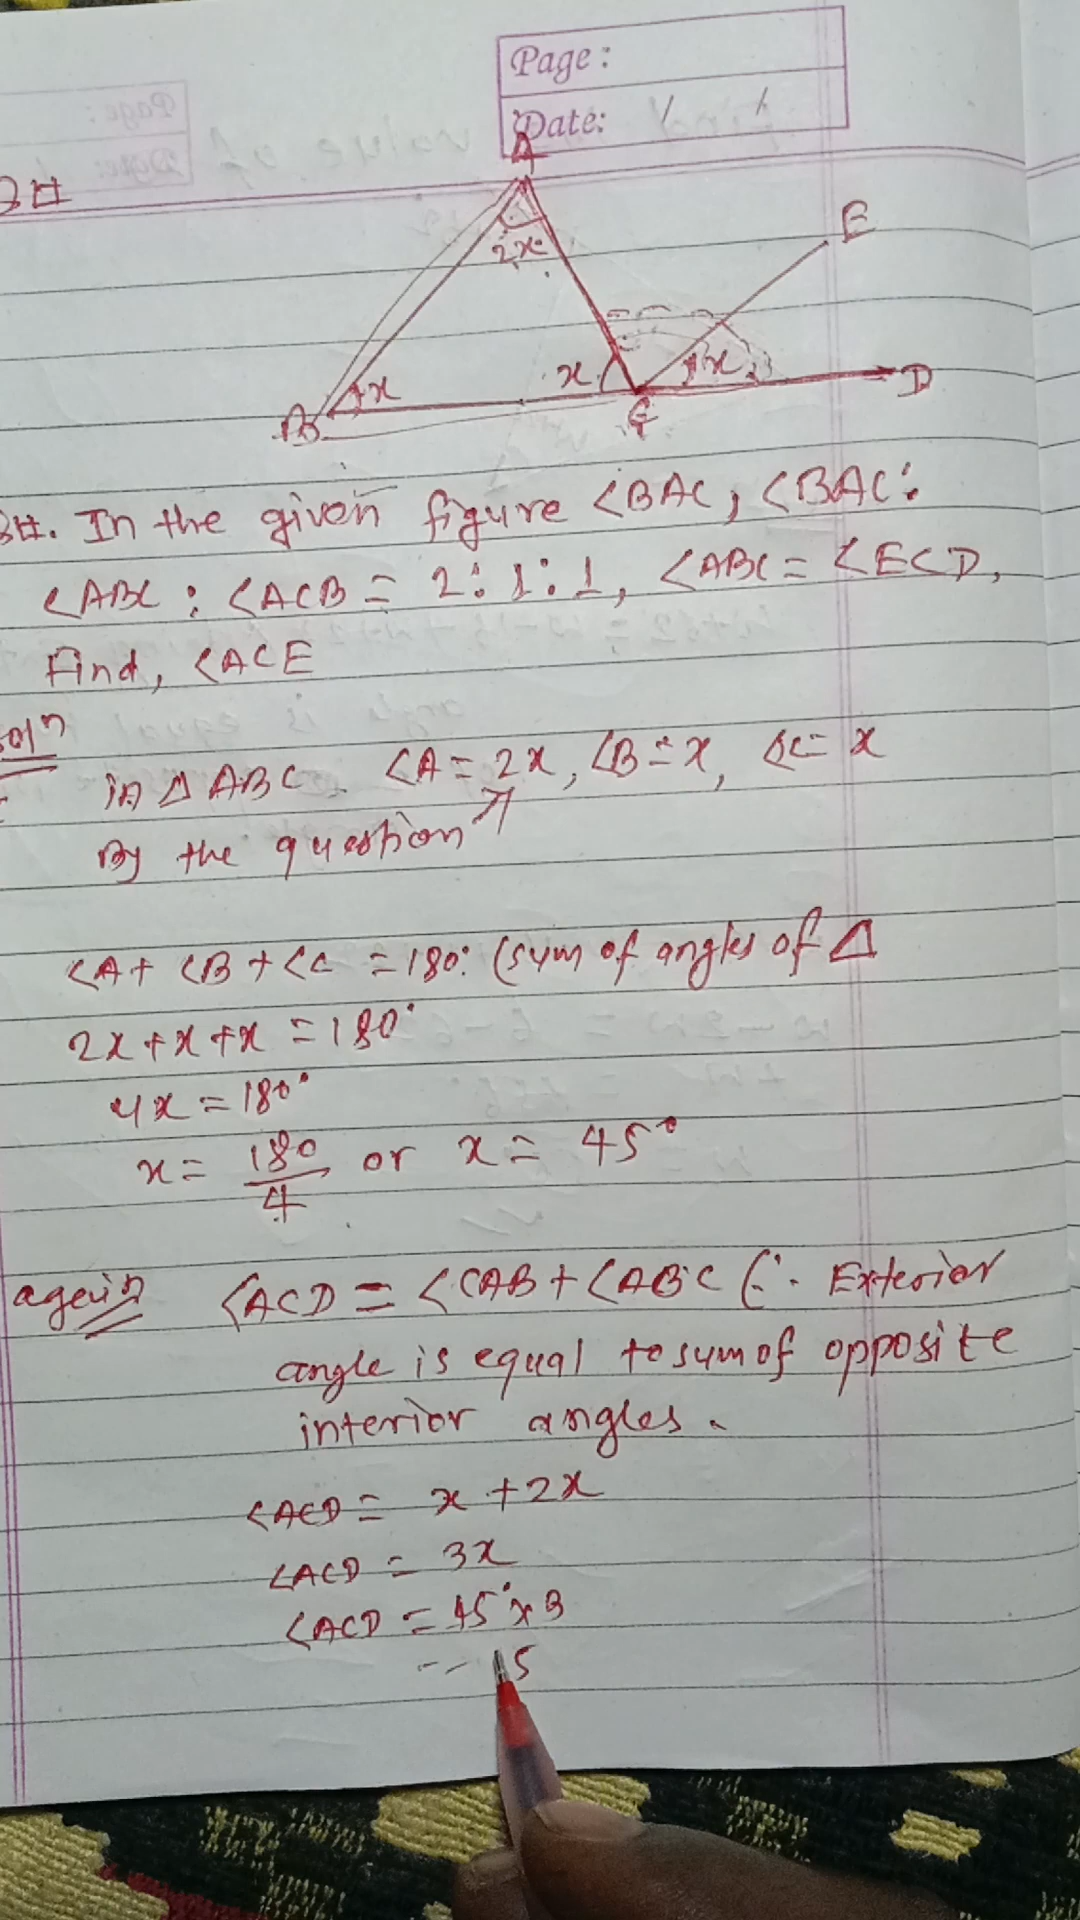 Page :
Date: / /
3#
A
2x
E
x
x
x
B
C
D
3#. In the given figure ∠BAC, ∠BAC:
∠ABC : ∠ACB = 2:1:1, ∠ABC = ∠ECD,
Find, ∠ACE
Solⁿ
in Δ ABC ∠A = 2x, ∠B = x, ∠C = x
By the question
∠A + ∠B + ∠C = 180° (sym of angles of Δ
2x + x + x = 180°
4x = 180°
x = 180/4 or x = 45°
again ∠ACD = ∠CAB + ∠ABC (∵ Exterior
angle is equal to sum of opposite
interior angles.
∠ACD = x + 2x
∠ACD = 3x
∠ACD = 45° x 3